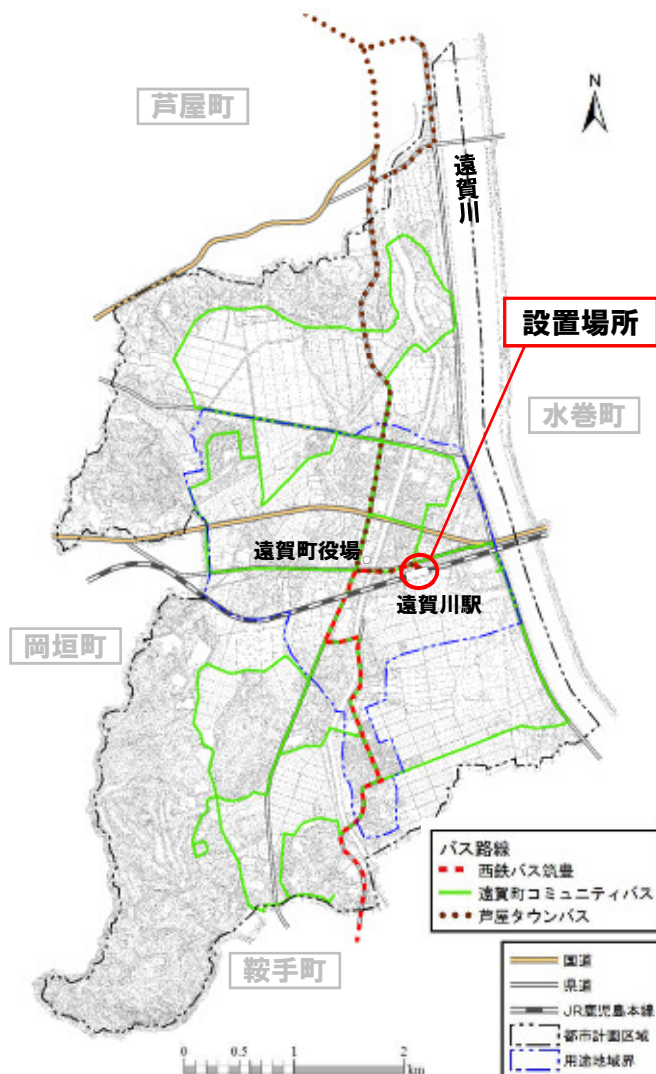 芦屋町
N
遠賀川
設置場所
水巻町
遠賀町役場
遠賀川駅
岡垣町
バス路線
西鉄バス筑豊
遠賀町コミュニティバス
芦屋タウンバス
国道
県道
JR鹿児島本線
都市計画区域
用途地域界
鞍手町
0 0.5 1 2
km